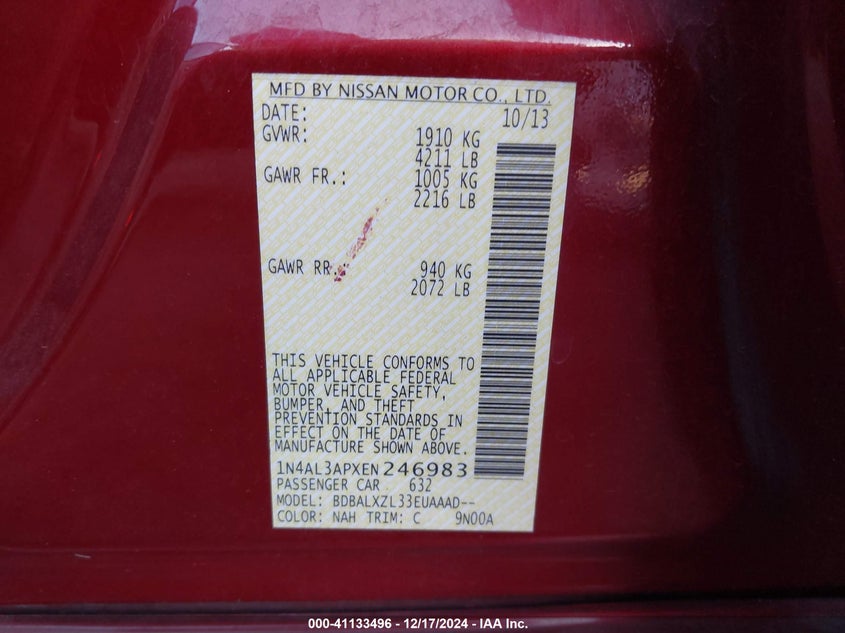 MFD BY NISSAN MOTOR CO., LTD.
DATE: 10/13
GVWR: 1910 KG
4211 LB
GAWR FR.: 1005 KG
2216 LB
GAWR RR.: 940 KG
2072 LB
THIS VEHICLE CONFORMS TO
ALL APPLICABLE FEDERAL
MOTOR VEHICLE SAFETY,
BUMPER, AND THEFT
PREVENTION STANDARDS IN
EFFECT ON THE DATE OF
MANUFACTURE SHOWN ABOVE.
1N4AL3APXEN246983
PASSENGER CAR 632
MODEL: BDBALXZL33EUAAAD--
COLOR: NAH TRIM: C 9N00A
000-41133496 - 12/17/2024 - IAA Inc.